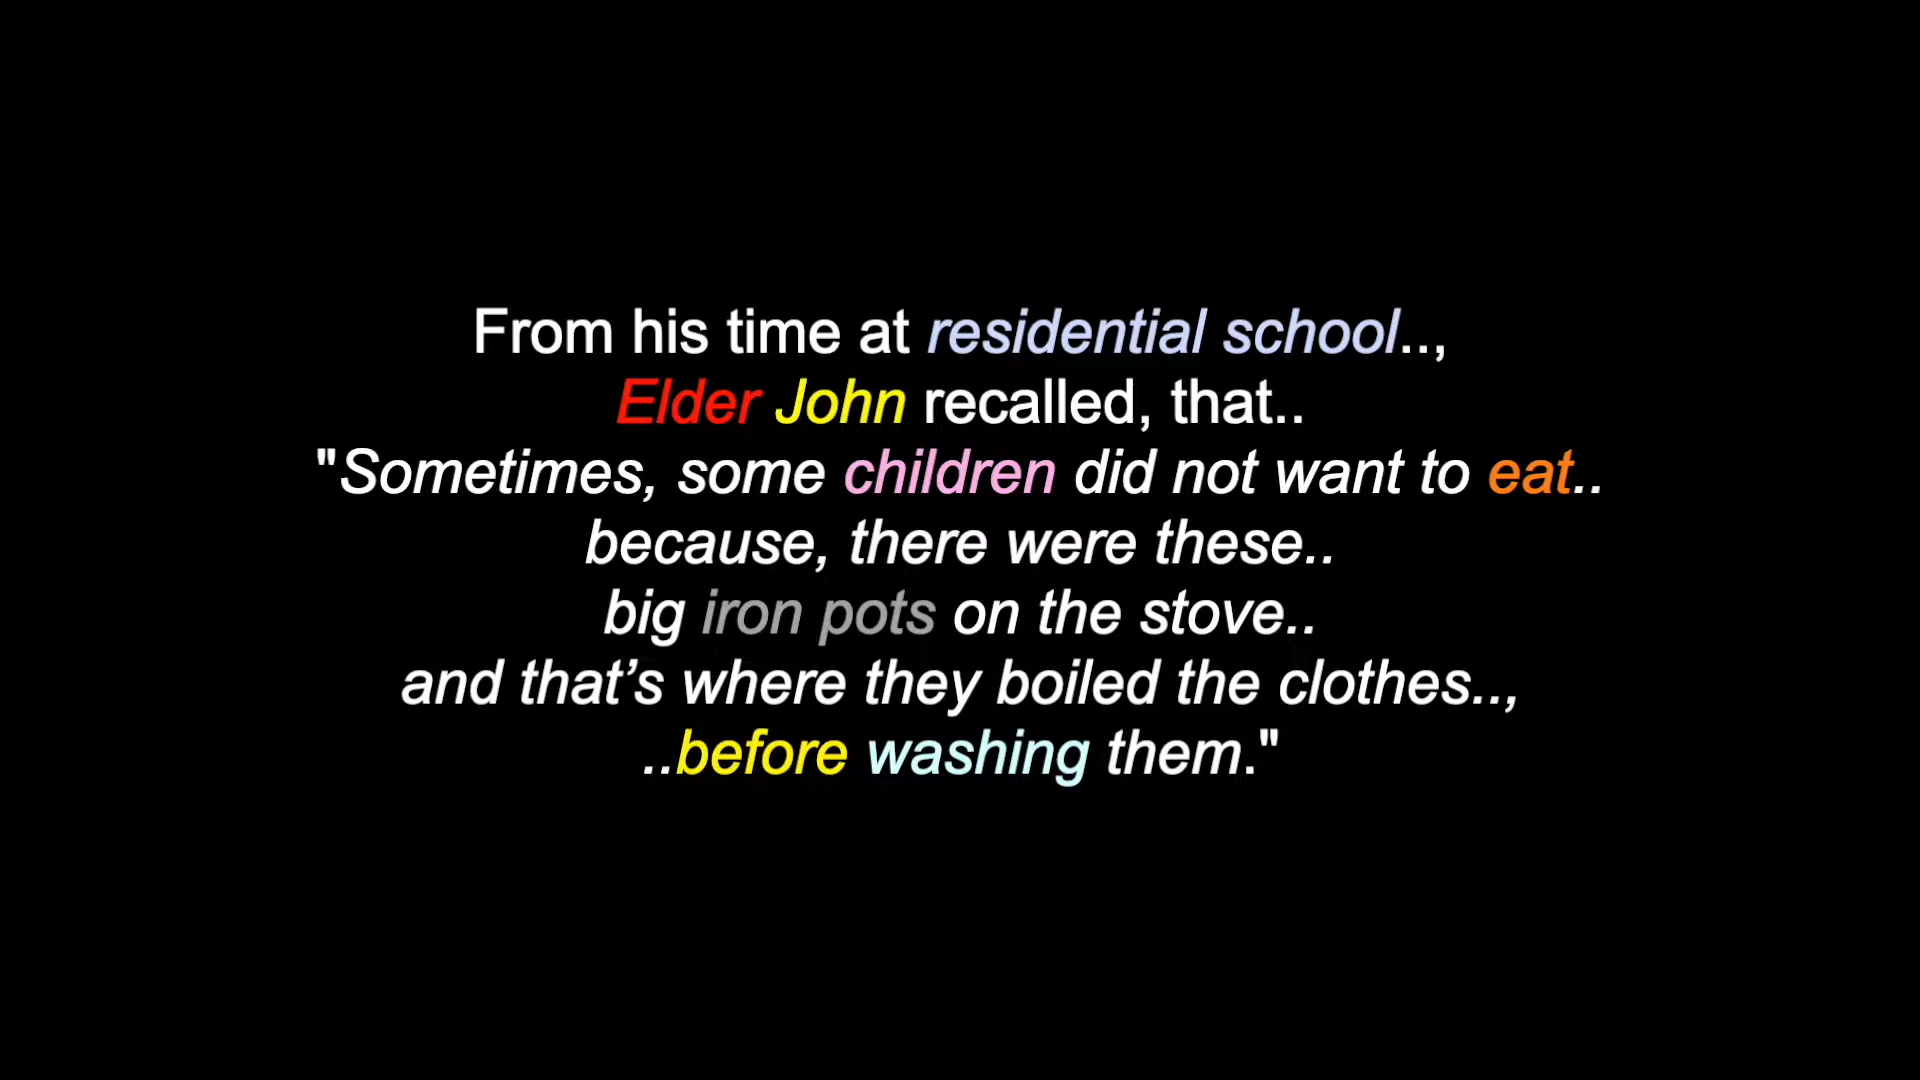 From his time at residential school..,
Elder John recalled, that..
"Sometimes, some children did not want to eat..
because, there were these..
big iron pots on the stove..
and that’s where they boiled the clothes..,
..before washing them."